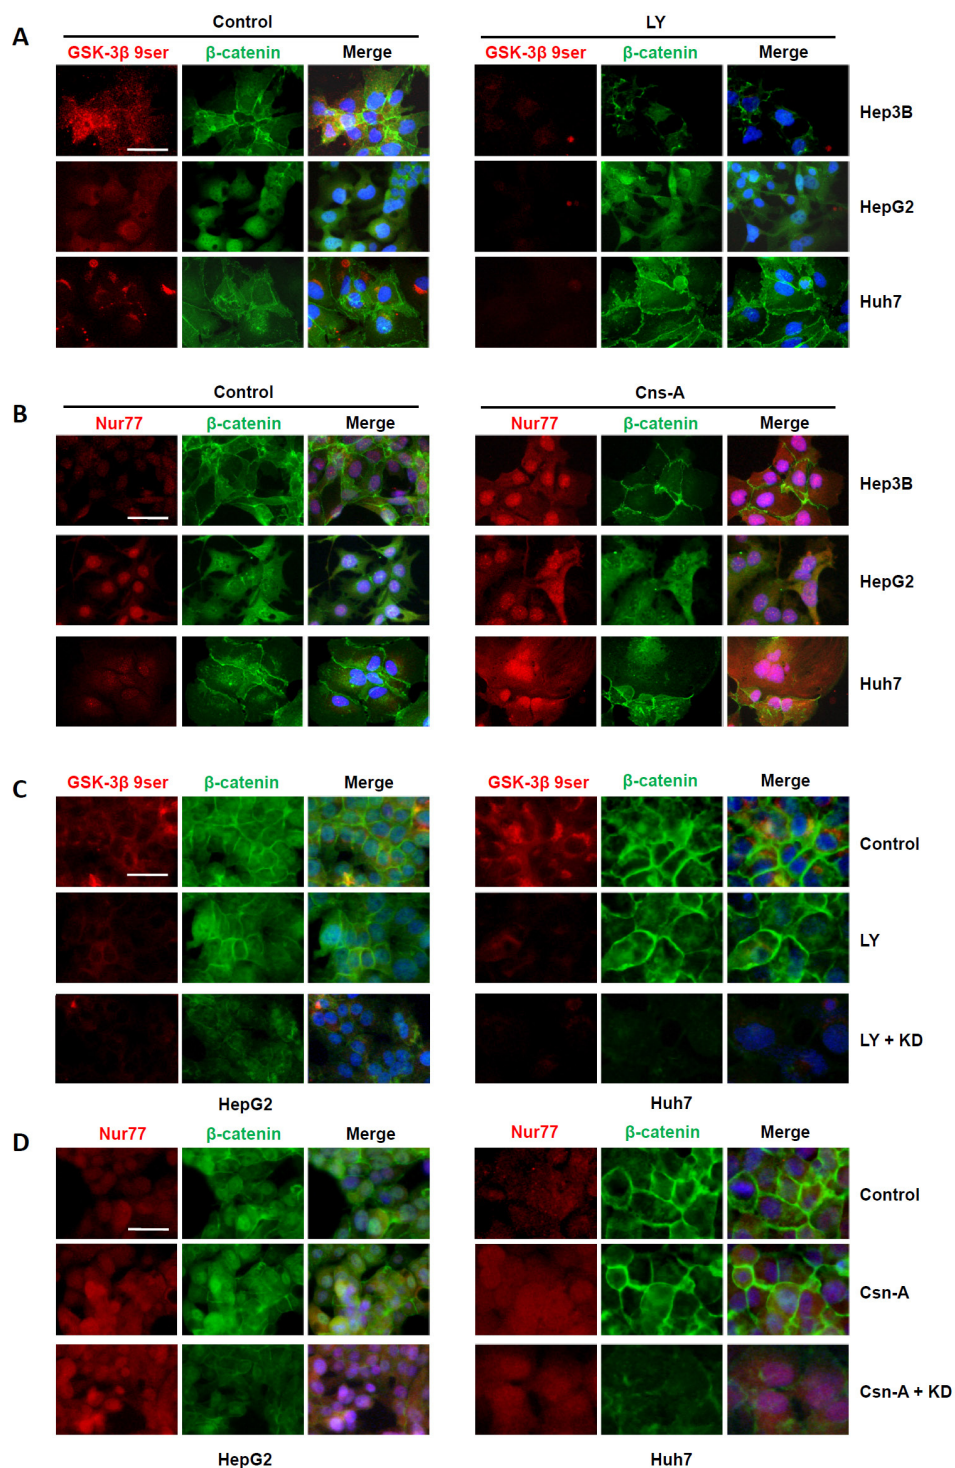 A
Control
LY
GSK-3β 9ser β-catenin Merge
GSK-3β 9ser β-catenin Merge
Hep3B
HepG2
Huh7
B
Control
Cns-A
Nur77 β-catenin Merge
Nur77 β-catenin Merge
Hep3B
HepG2
Huh7
C
GSK-3β 9ser β-catenin Merge
GSK-3β 9ser β-catenin Merge
Control
LY
LY + KD
HepG2
Huh7
D
Nur77 β-catenin Merge
Nur77 β-catenin Merge
Control
Csn-A
Csn-A + KD
HepG2
Huh7